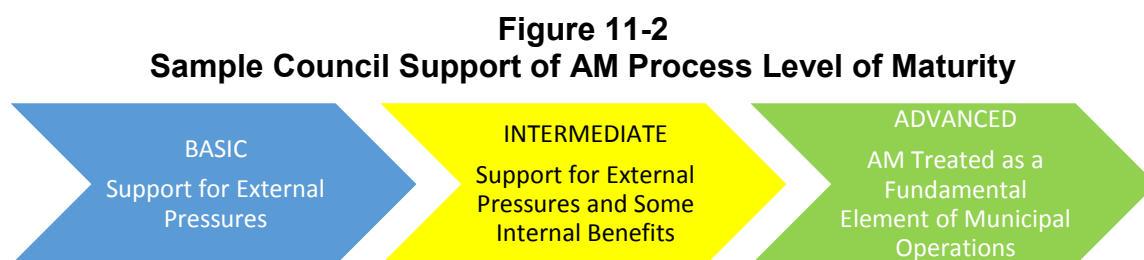 Figure 11-2
Sample Council Support of AM Process Level of Maturity
BASIC
Support for External
Pressures
INTERMEDIATE
Support for External
Pressures and Some
Internal Benefits
ADVANCED
AM Treated as a
Fundamental
Element of Municipal
Operations